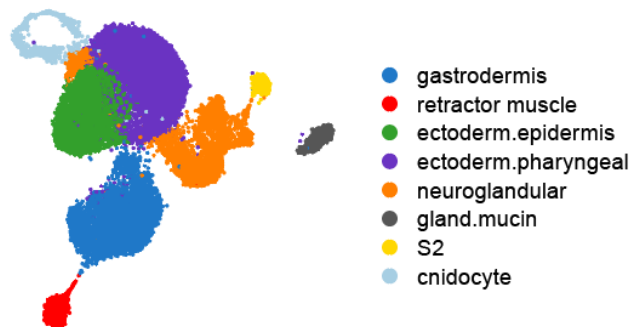 gastrodermis
retractor muscle
ectoderm.epidermis
ectoderm.pharyngeal
neuroglandular
gland.mucin
S2
cnidocyte